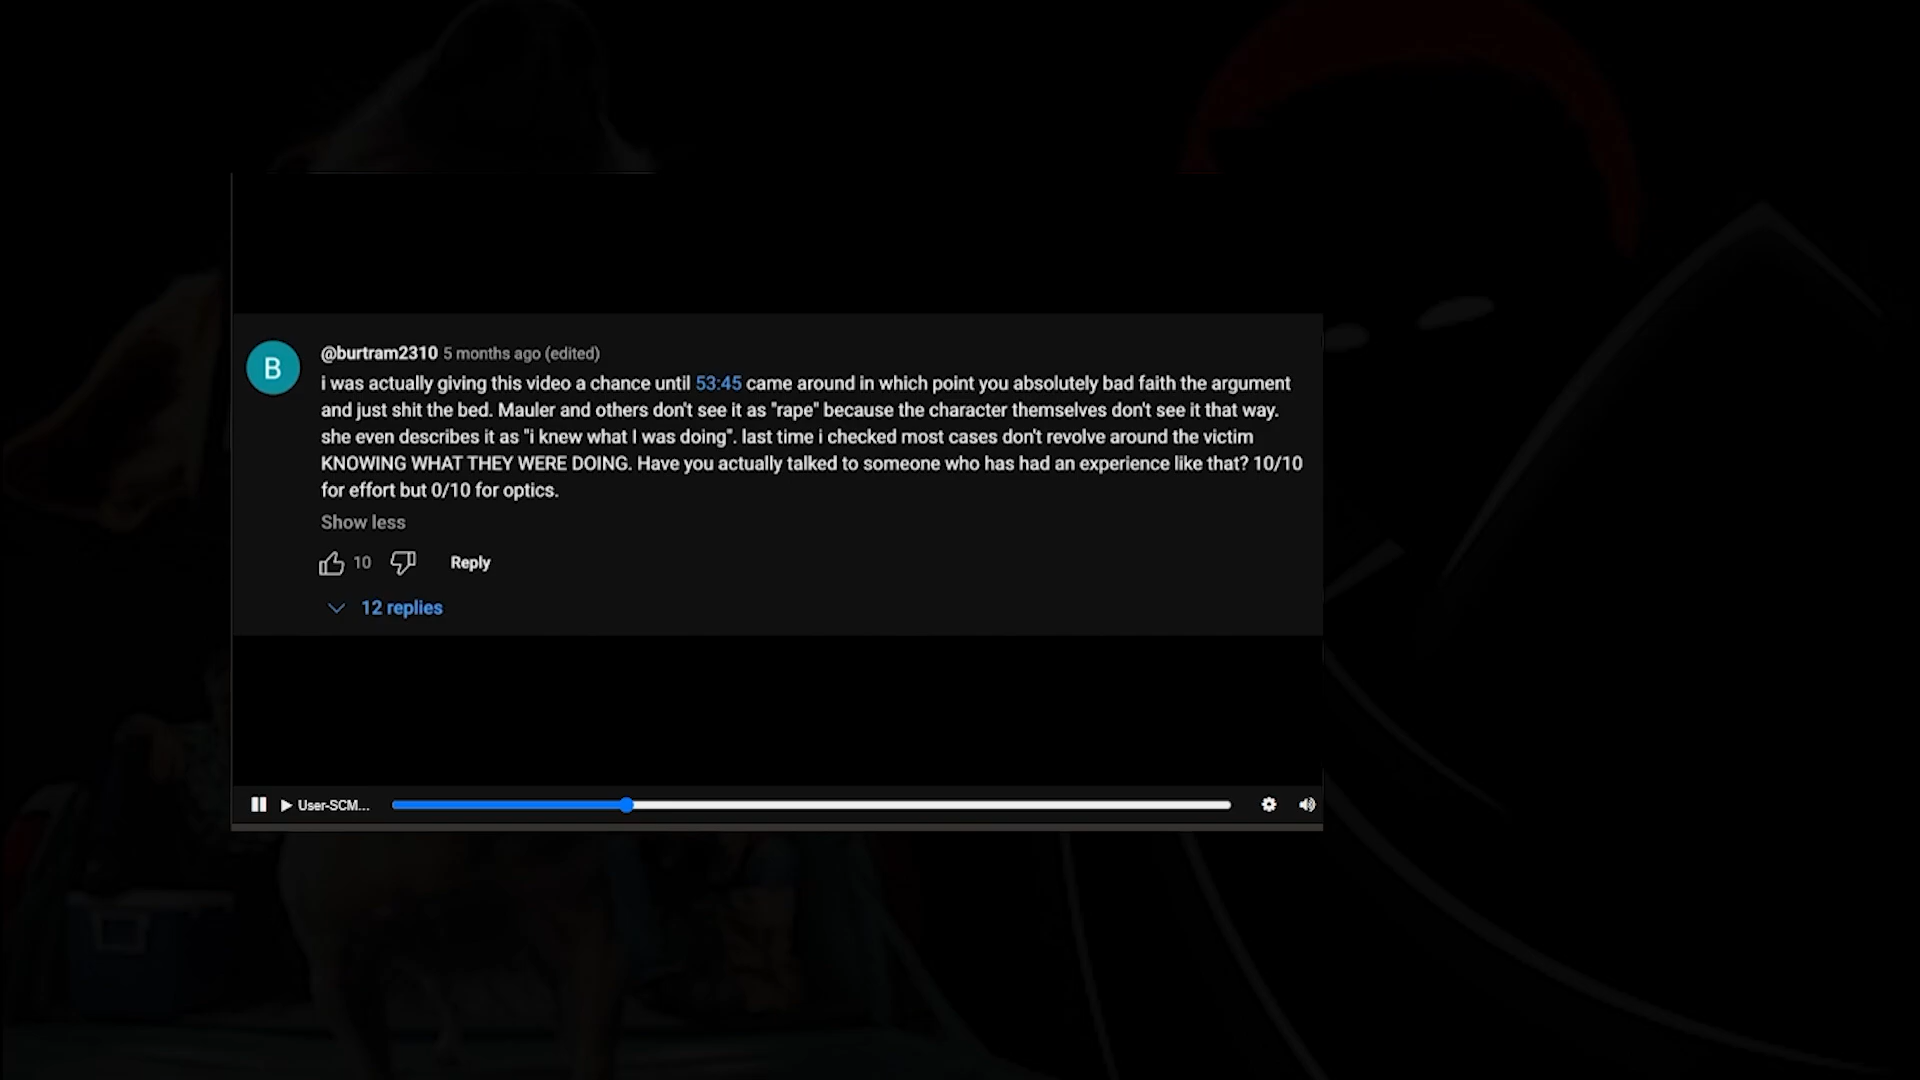 B
@burtram2310 5 months ago (edited)
i was actually giving this video a chance until 53:45 came around in which point you absolutely bad faith the argument
and just shit the bed. Mauler and others don't see it as "rape" because the character themselves don't see it that way.
she even describes it as "i knew what I was doing". last time i checked most cases don't revolve around the victim
KNOWING WHAT THEY WERE DOING. Have you actually talked to someone who has had an experience like that? 10/10
for effort but 0/10 for optics.
Show less
10 Reply
12 replies
User-SCM...